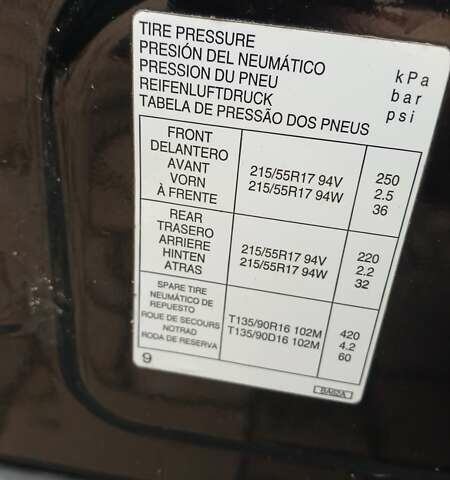 TIRE PRESSURE
PRESIÓN DEL NEUMÁTICO
PRESSION DU PNEU
REIFENLUFTDRUCK
TABELA DE PRESSÃO DOS PNEUS
kPa
bar
psi
FRONT
DELANTERO
AVANT
VORN
À FRENTE
215/55R17 94V
215/55R17 94W
250
2.5
36
REAR
TRASERO
ARRIERE
HINTEN
ATRAS
215/55R17 94V
215/55R17 94W
220
2.2
32
SPARE TIRE
NEUMÁTICO DE
REPUESTO
ROUE DE SECOURS
NOTRAD
RODA DE RESERVA
T135/90R16 102M
T135/90D16 102M
420
4.2
60
9
BA62A